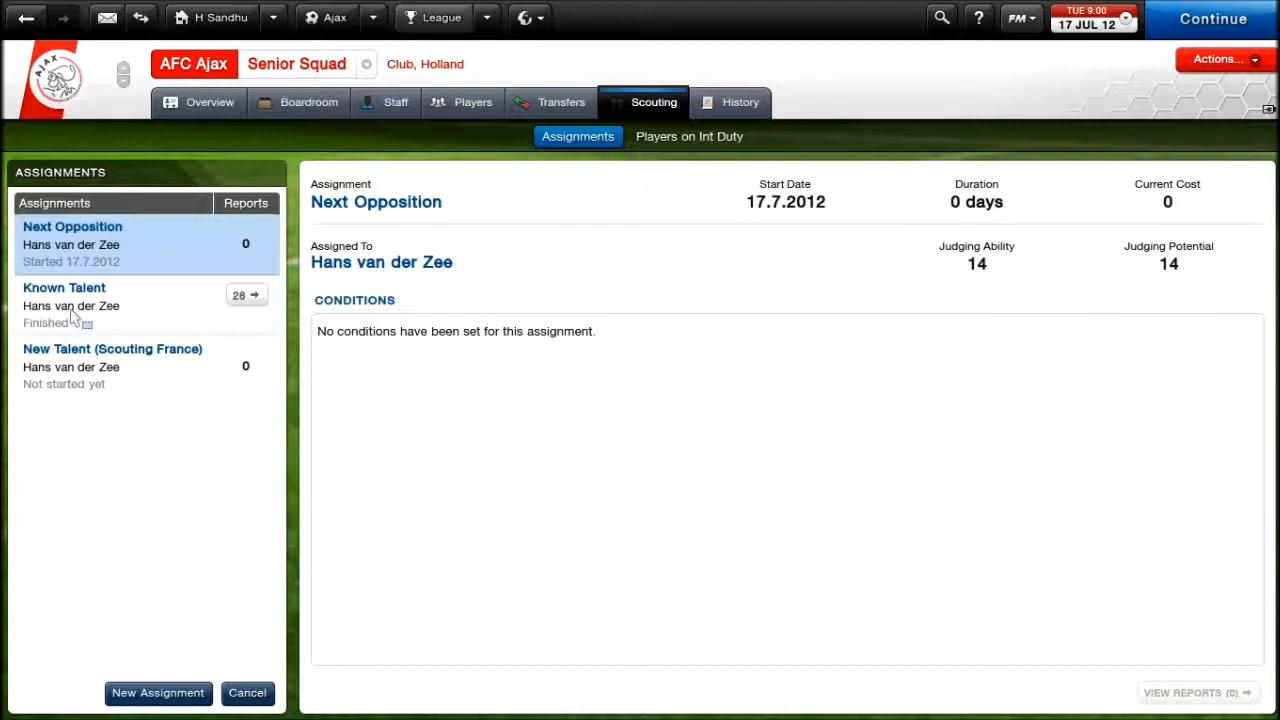 H Sandhu
Ajax
League
?
FM
TUE 9:00
17 JUL 12
Continue
AJAX
AFC Ajax
Senior Squad
Club, Holland
Actions...
Overview
Boardroom
Staff
Players
Transfers
Scouting
History
Assignments
Players on Int Duty
ASSIGNMENTS
Assignments Reports
Next Opposition
Hans van der Zee 0
Started 17.7.2012
Known Talent
Hans van der Zee 26
Finished
New Talent (Scouting France)
Hans van der Zee 0
Not started yet
New Assignment Cancel
Assignment Start Date Duration Current Cost
Next Opposition 17.7.2012 0 days 0
Assigned To Judging Ability Judging Potential
Hans van der Zee 14 14
CONDITIONS
No conditions have been set for this assignment.
VIEW REPORTS (0)